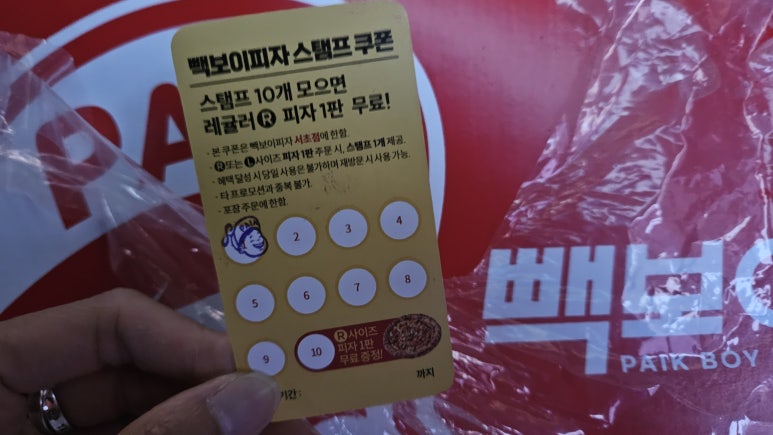 빽보이피자 스탬프 쿠폰
스탬프 10개 모으면
레귤러 R 피자 1판 무료!
- 본 쿠폰은 빽보이피자 서초점에 한함.
- R또는 L사이즈 피자 1판 주문 시, 스탬프 1개 제공.
- 혜택 달성 시 당일 사용은 불가하며 재방문 시 사용 가능.
- 타 프로모션과 중복 불가.
- 포장 주문에 한함.
PAIK
2 3 4
5 6 7 8
9 10
R사이즈
피자 1판
무료증정!
기간: 까지
PA
빽보
PAIK BOY